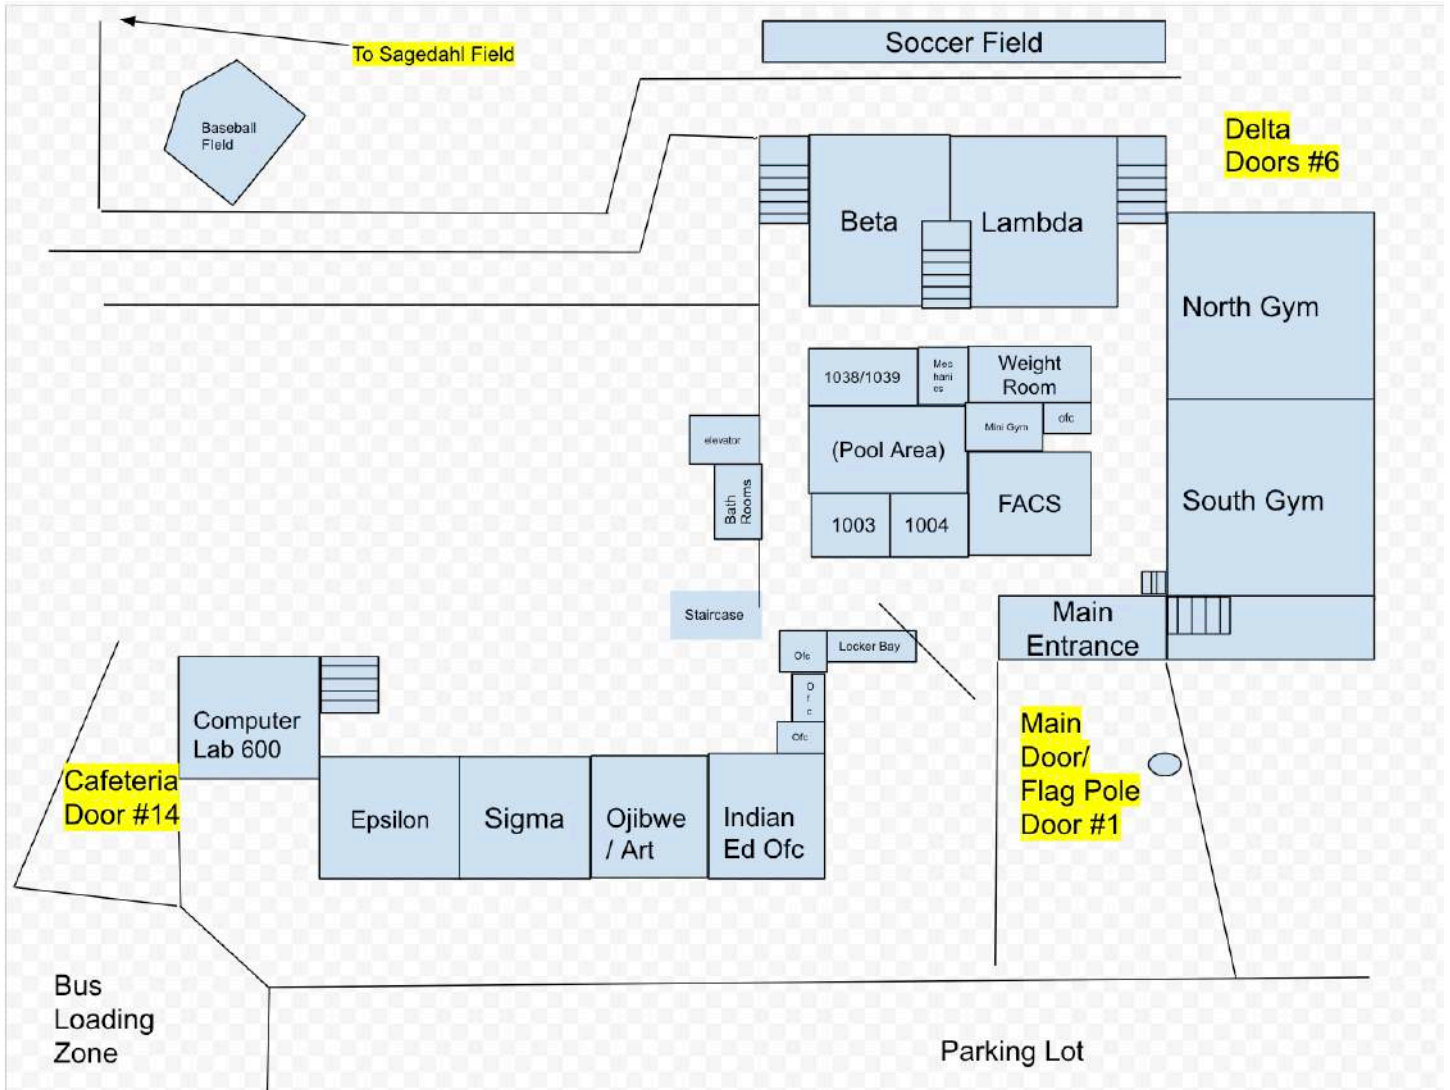 To Sagedahl Field
Soccer Field
Baseball
Field
Delta
Doors #6
Beta
Lambda
North Gym
1038/1039
Mec
hani
cs
Weight
Room
Mini Gym
ofc
elevator
(Pool Area)
Bath
Rooms
1003
1004
FACS
South Gym
Staircase
Main
Entrance
Ofc
Locker Bay
O
f
c
Ofc
Computer
Lab 600
Main
Door/
Flag Pole
Door #1
Cafeteria
Door #14
Epsilon
Sigma
Ojibwe
/ Art
Indian
Ed Ofc
Bus
Loading
Zone
Parking Lot